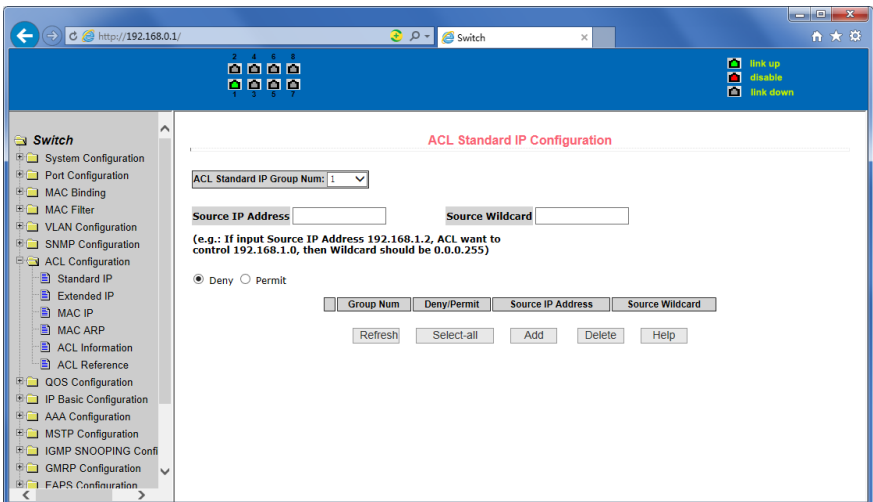 http://192.168.0.1/
Switch
2 4 6 8
1 3 5 7
link up
disable
link down
Switch
System Configuration
Port Configuration
MAC Binding
MAC Filter
VLAN Configuration
SNMP Configuration
ACL Configuration
Standard IP
Extended IP
MAC IP
MAC ARP
ACL Information
ACL Reference
QOS Configuration
IP Basic Configuration
AAA Configuration
MSTP Configuration
IGMP SNOOPING Confi
GMRP Configuration
EAPS Configuration
ACL Standard IP Configuration
ACL Standard IP Group Num: 1
Source IP Address Source Wildcard
(e.g.: If input Source IP Address 192.168.1.2, ACL want to
control 192.168.1.0, then Wildcard should be 0.0.0.255)
Deny Permit
Group Num Deny/Permit Source IP Address Source Wildcard
Refresh Select-all Add Delete Help